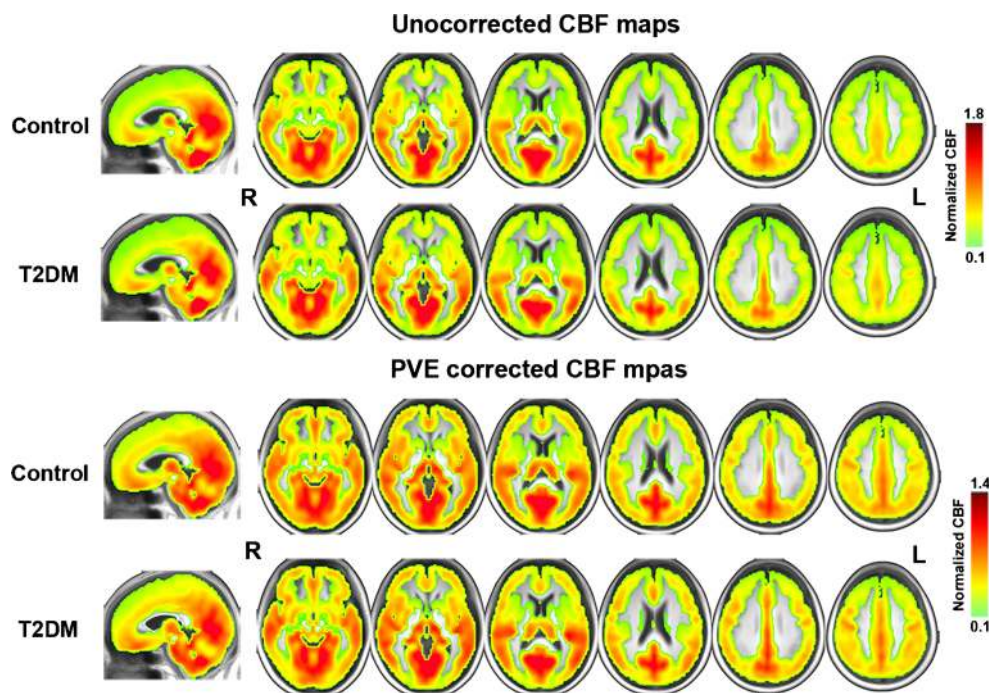 Unocorrected CBF maps
Control
1.8
Normalized CBF
0.1
R
L
T2DM
PVE corrected CBF mpas
Control
1.4
Normalized CBF
0.1
R
L
T2DM